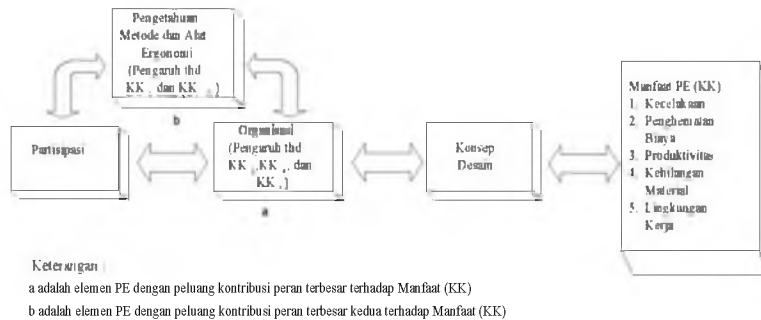 Pengetahuan
Metode dan Alat
Ergonomi
(Pengaruh thd
KK , dan KK , )
b
Partisipasi
Organisasi
(Pengaruh thd
KK , KK , dan
KK , )
a
Konsep
Desain
Manfaat PE (KK)
1. Kecelakaan
2. Penghematan
Biaya
3. Produktivitas
4. Kehilangan
Material
5. Lingkungan
Kerja
Keterangan :
a adalah elemen PE dengan peluang kontribusi peran terbesar terhadap Manfaat (KK)
b adalah elemen PE dengan peluang kontribusi peran terbesar kedua terhadap Manfaat (KK)